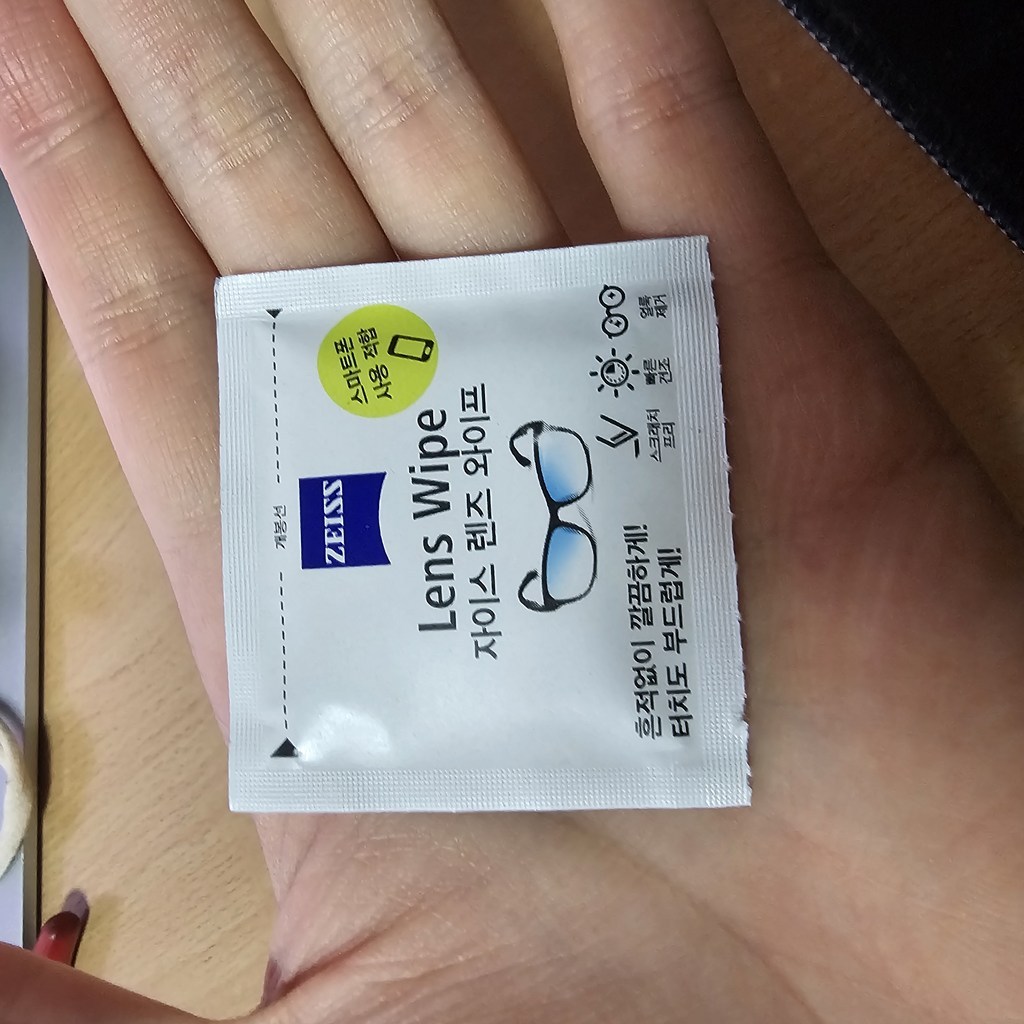 개봉선
ZEISS
스마트폰
사용 적합
Lens Wipe
자이스 렌즈 와이프
흔적없이 깔끔하게!
터치도 부드럽게!
스크래치
프리
빠른
건조
얼룩
제거